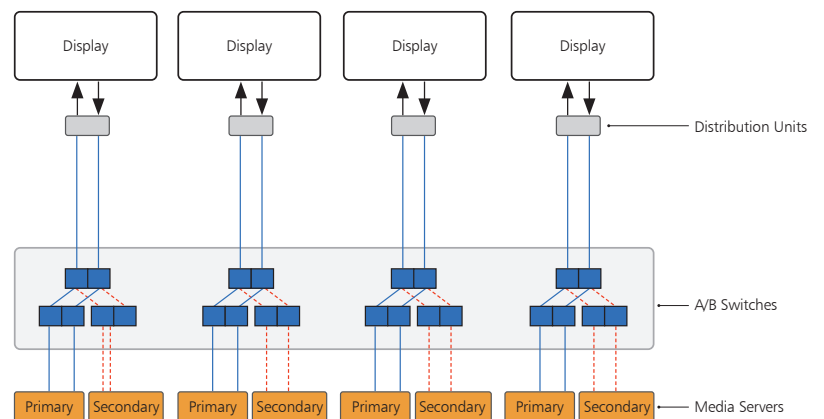 Display
Display
Display
Display
Distribution Units
A/B Switches
Primary
Secondary
Primary
Secondary
Primary
Secondary
Primary
Secondary
Media Servers